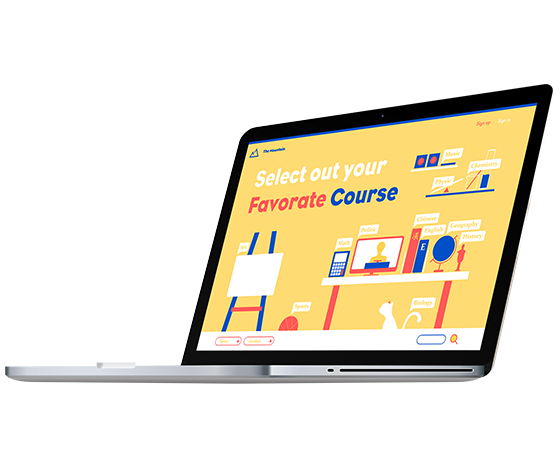 The Mountain
Sign up
Sign in
Select out your
Favorate Course
Music
Chemistry
Physics
Chinese
English
Geography
History
Politic
Math
Art
Sports
Biology